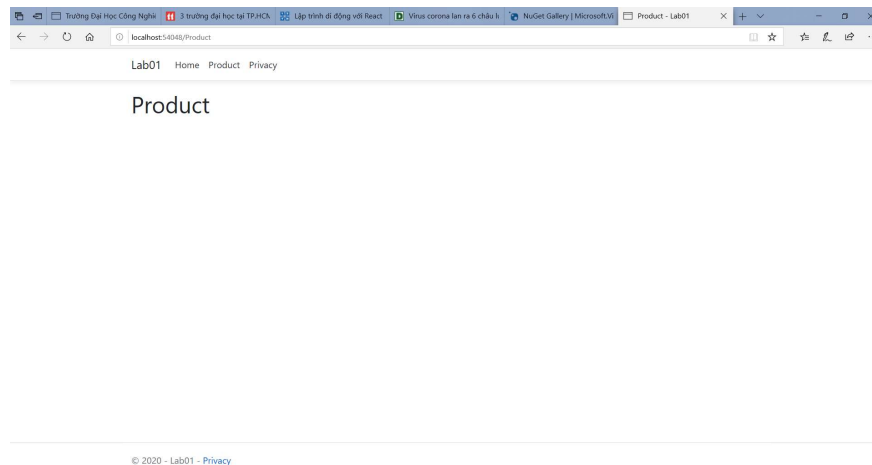 Trường Đại Học Công Nghiệ
3 trường đại học tại TP.HCM
Lập trình di động với React
Virus corona lan ra 6 châu l
NuGet Gallery | Microsoft.Vi
Product - Lab01
localhost:54048/Product
Lab01 Home Product Privacy
Product
© 2020 - Lab01 - Privacy